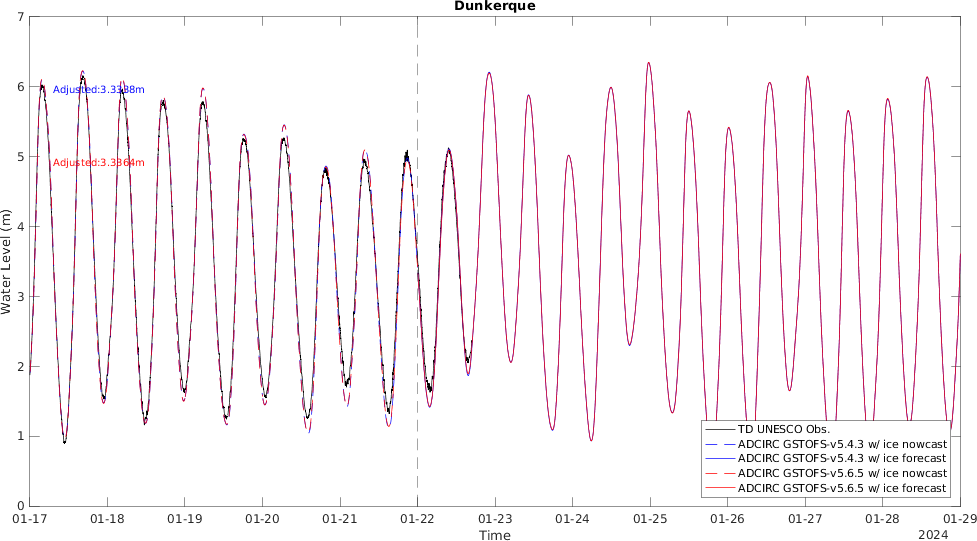 Dunkerque
7
6
5
4
3
2
1
0
Water Level (m)
Adjusted:3.3338m
Adjusted:3.3364m
TD UNESCO Obs.
ADCIRC GSTOFS-v5.4.3 w/ ice nowcast
ADCIRC GSTOFS-v5.4.3 w/ ice forecast
ADCIRC GSTOFS-v5.6.5 w/ ice nowcast
ADCIRC GSTOFS-v5.6.5 w/ ice forecast
01-17 01-18 01-19 01-20 01-21 01-22 01-23 01-24 01-25 01-26 01-27 01-28 01-29
Time
2024